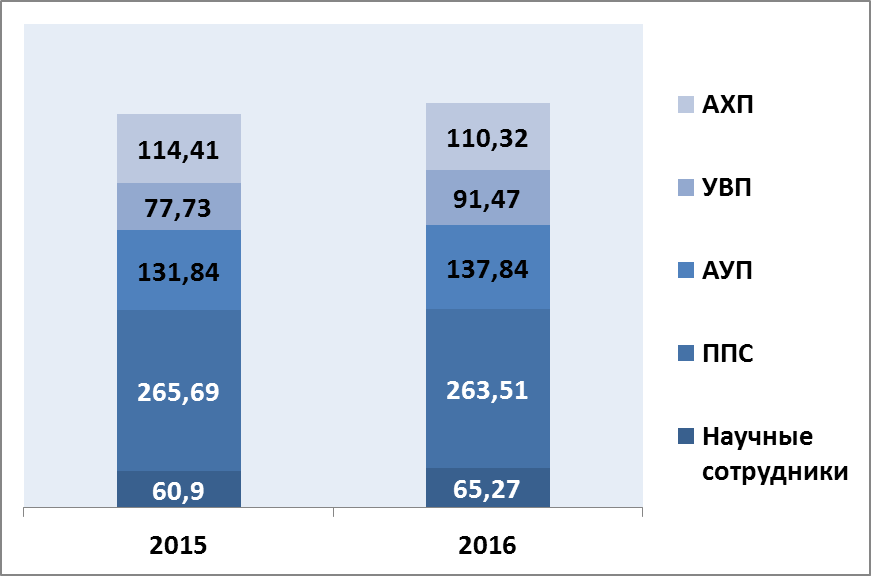 114,41
77,73
131,84
265,69
60,9
110,32
91,47
137,84
263,51
65,27
2015
2016
АХП
УВП
АУП
ППС
Научные
сотрудники